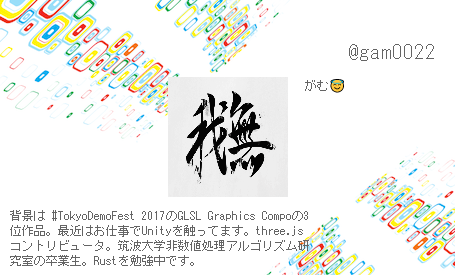 @gam0022
がむ😇
我無
背景は #TokyoDemoFest 2017のGLSL Graphics Compoの3
位作品。最近はお仕事でUnityを触ってます。three.js
コントリビュータ。筑波大学非数値処理アルゴリズム研
究室の卒業生。Rustを勉強中です。